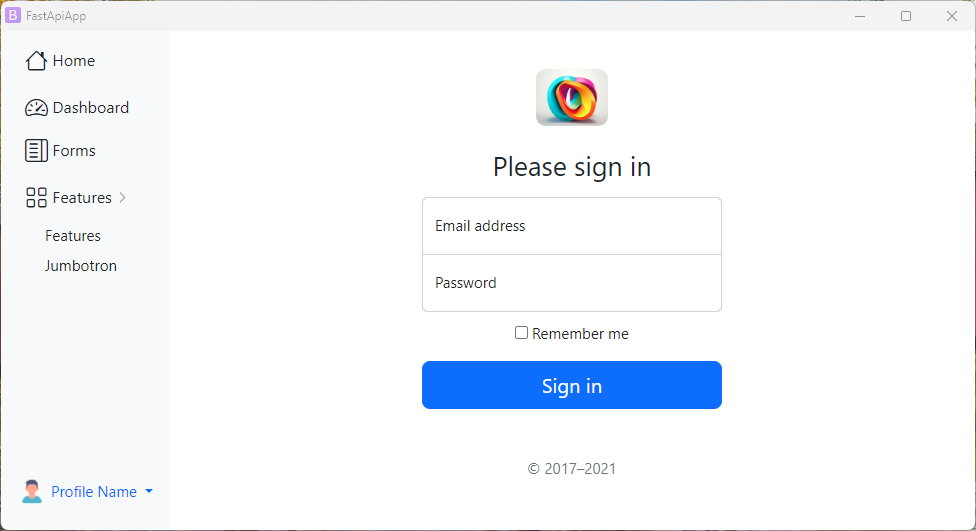 B FastApiApp
Home
Dashboard
Forms
Features
Features
Jumbotron
Profile Name
Please sign in
Email address
Password
Remember me
Sign in
© 2017–2021